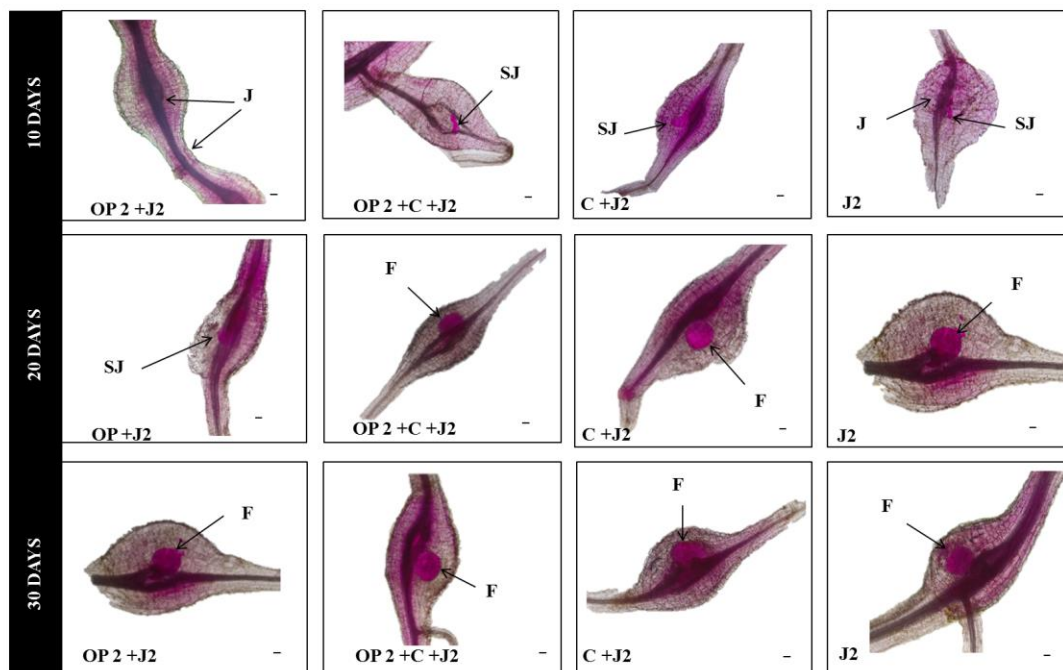 10 DAYS
J
OP 2 +J2
SJ
OP 2 +C +J2
SJ
C +J2
J
SJ
J2
20 DAYS
SJ
OP +J2
F
OP 2 +C +J2
F
C +J2
F
J2
30 DAYS
F
OP 2 +J2
F
OP 2 +C +J2
F
C +J2
F
J2